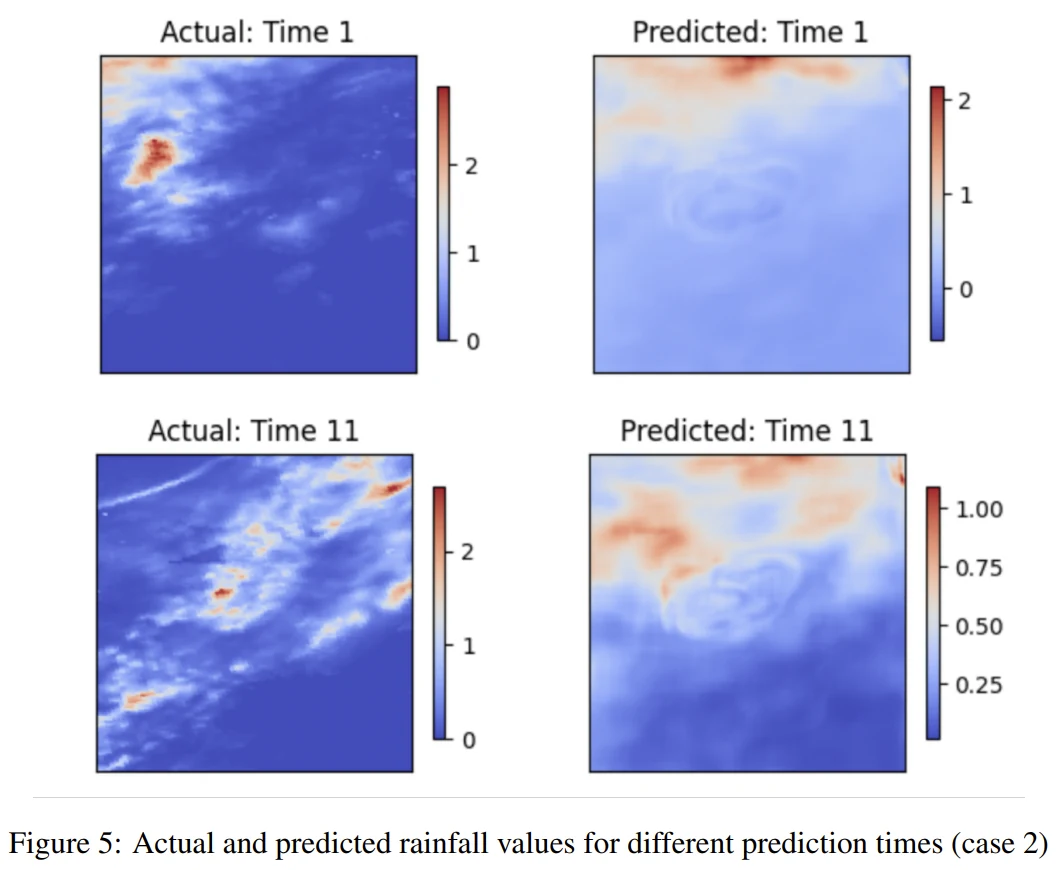 Actual: Time 1
Predicted: Time 1
2
1
0
2
1
0
Actual: Time 11
Predicted: Time 11
2
1
0
1.00
0.75
0.50
0.25
Figure 5: Actual and predicted rainfall values for different prediction times (case 2)